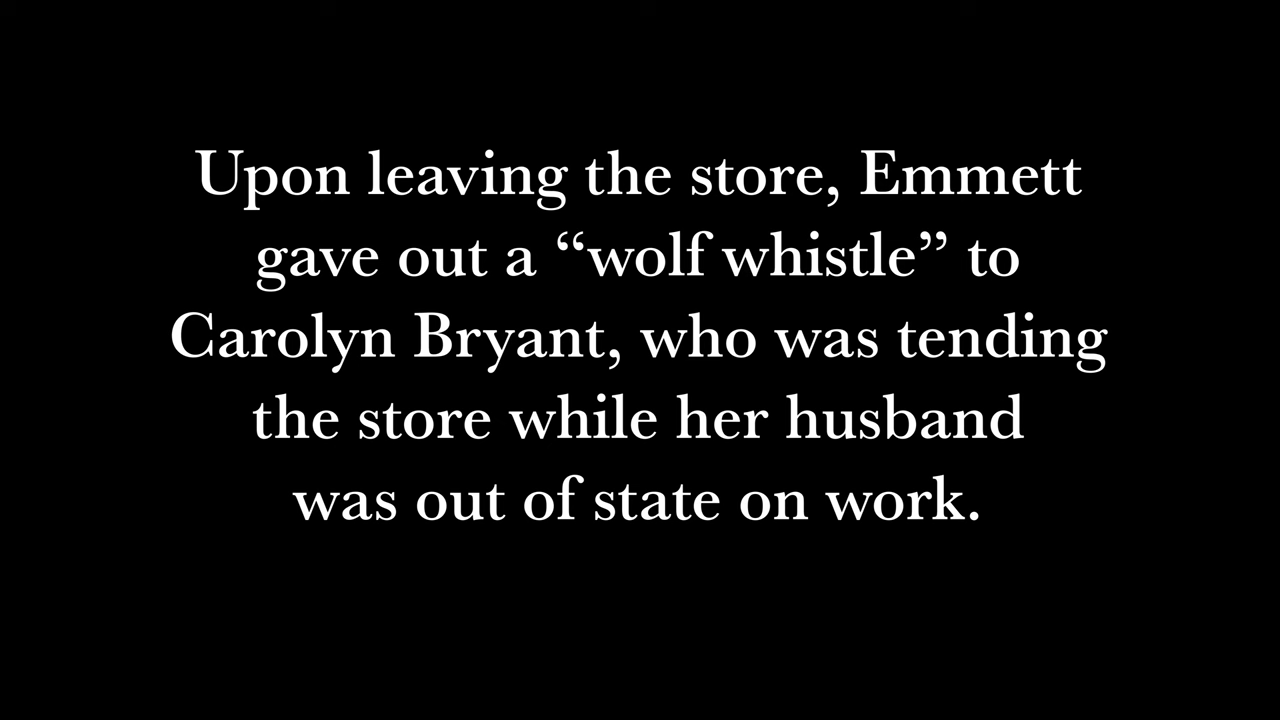 Upon leaving the store, Emmett
gave out a “wolf whistle” to
Carolyn Bryant, who was tending
the store while her husband
was out of state on work.